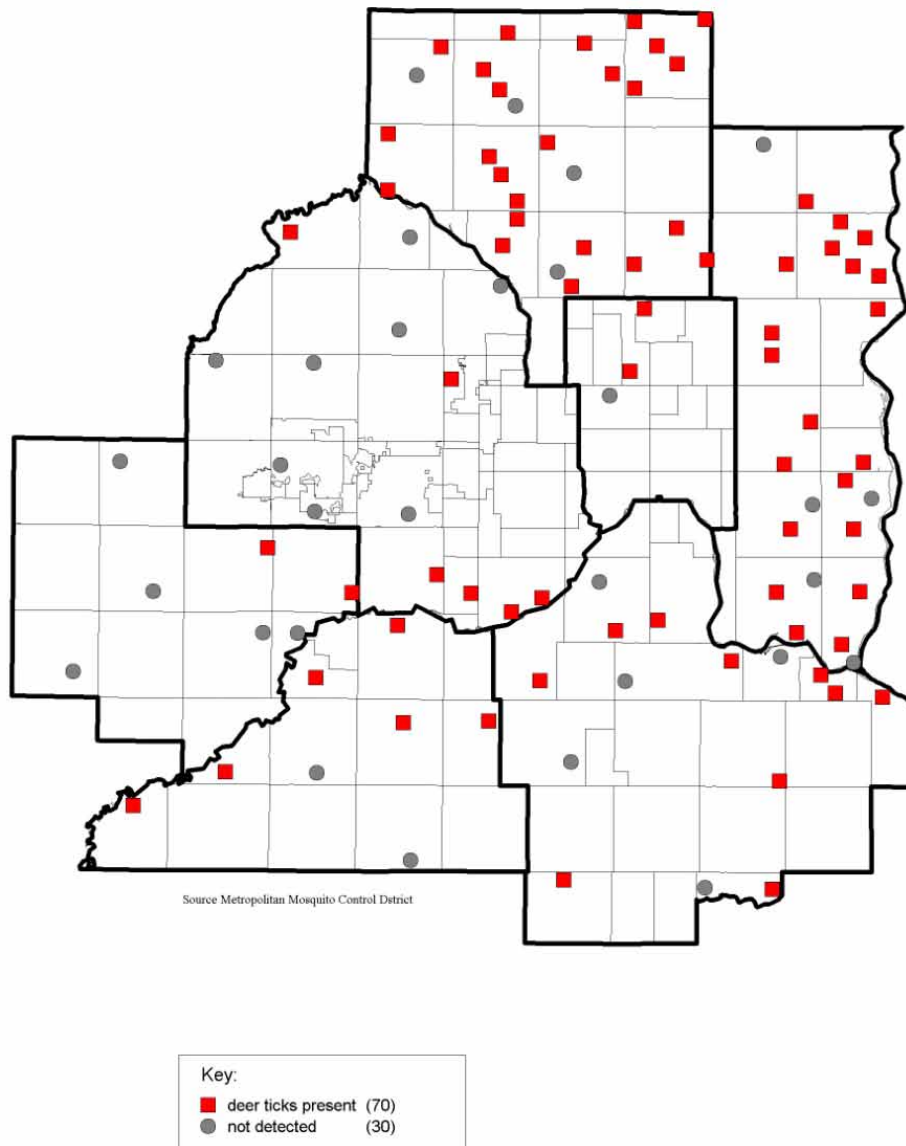 Source Metropolitan Mosquito Control Dstrict
Key:
deer ticks present (70)
not detected (30)